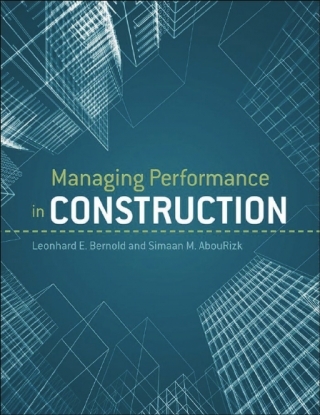 Managing Performance
in CONSTRUCTION
Leonhard E. Bernold and Simaan M. AbouRizk